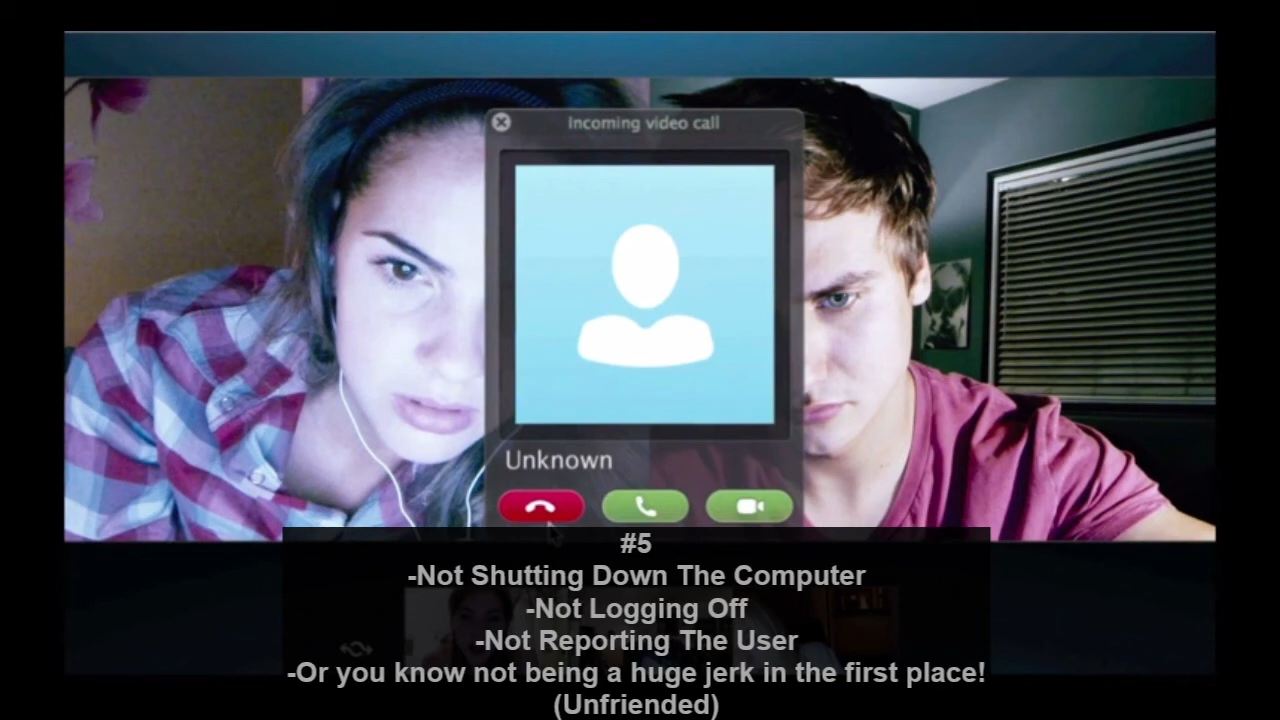 Incoming video call
Unknown
#5
-Not Shutting Down The Computer
-Not Logging Off
-Not Reporting The User
-Or you know not being a huge jerk in the first place!
(Unfriended)